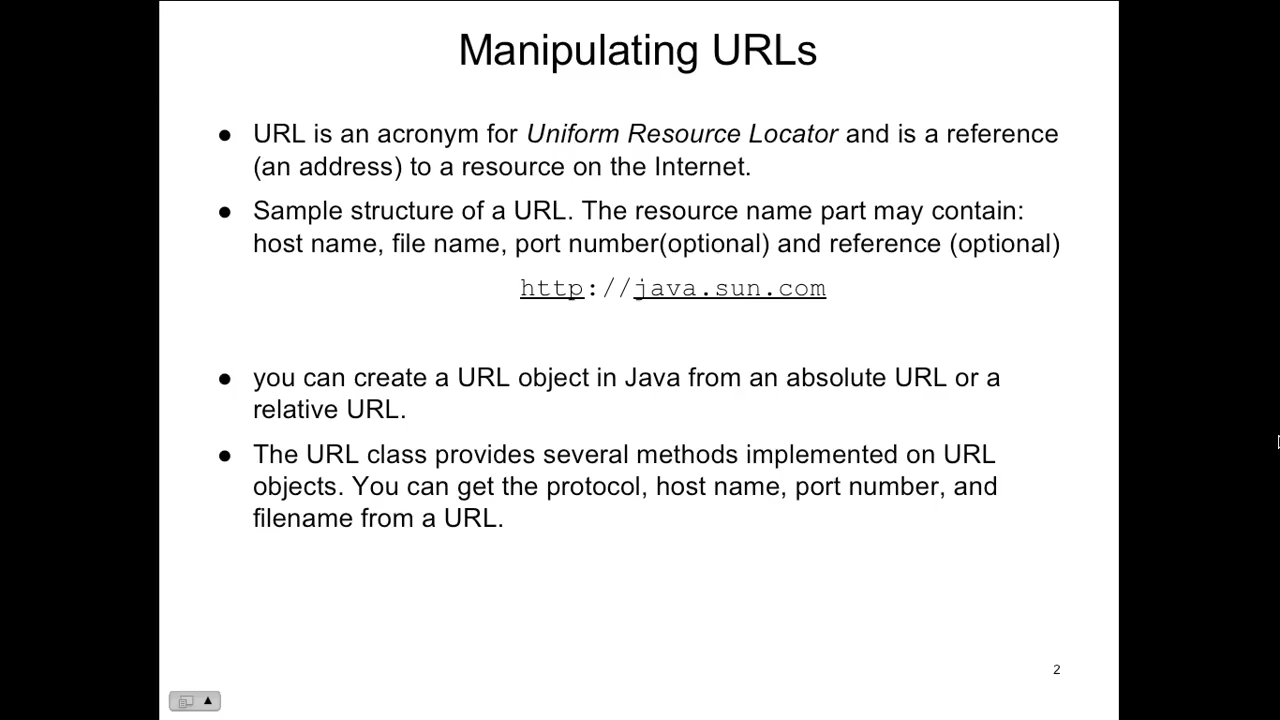 Manipulating URLs
● URL is an acronym for Uniform Resource Locator and is a reference
(an address) to a resource on the Internet.
● Sample structure of a URL. The resource name part may contain:
host name, file name, port number(optional) and reference (optional)
http://java.sun.com
● you can create a URL object in Java from an absolute URL or a
relative URL.
● The URL class provides several methods implemented on URL
objects. You can get the protocol, host name, port number, and
filename from a URL.
2